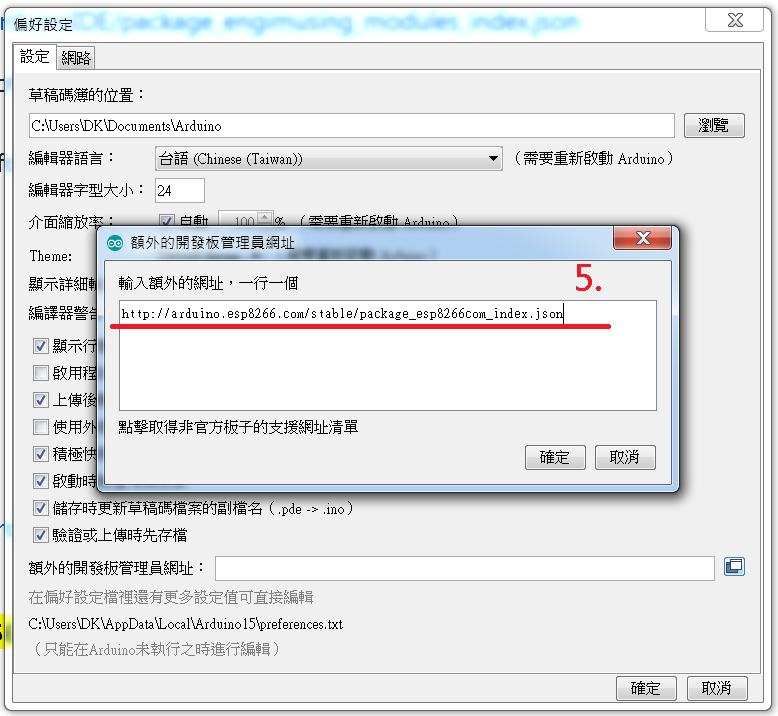 IDE/package_engimusing_modules_index.json
偏好設定
設定 網路
草稿碼簿的位置：
C:\Users\DK\Documents\Arduino 瀏覽
編輯器語言： 台語 (Chinese (Taiwan)) （需要重新啟動 Arduino）
編輯器字型大小： 24
介面縮放率： 自動 100 % （需要重新啟動 Arduino）
Theme:
顯示詳細
編譯器警告
顯示行
啟用程
上傳後
使用外
積極快
啟動時
額外的開發板管理員網址
輸入額外的網址，一行一個
5.
http://arduino.esp8266.com/stable/package_esp8266com_index.json
點擊取得非官方板子的支援網址清單
確定 取消
儲存時更新草稿碼檔案的副檔名（.pde -> .ino）
驗證或上傳時先存檔
額外的開發板管理員網址：
在偏好設定檔裡還有更多設定值可直接編輯
C:\Users\DK\AppData\Local\Arduino15\preferences.txt
（只能在Arduino未執行之時進行編輯）
確定 取消